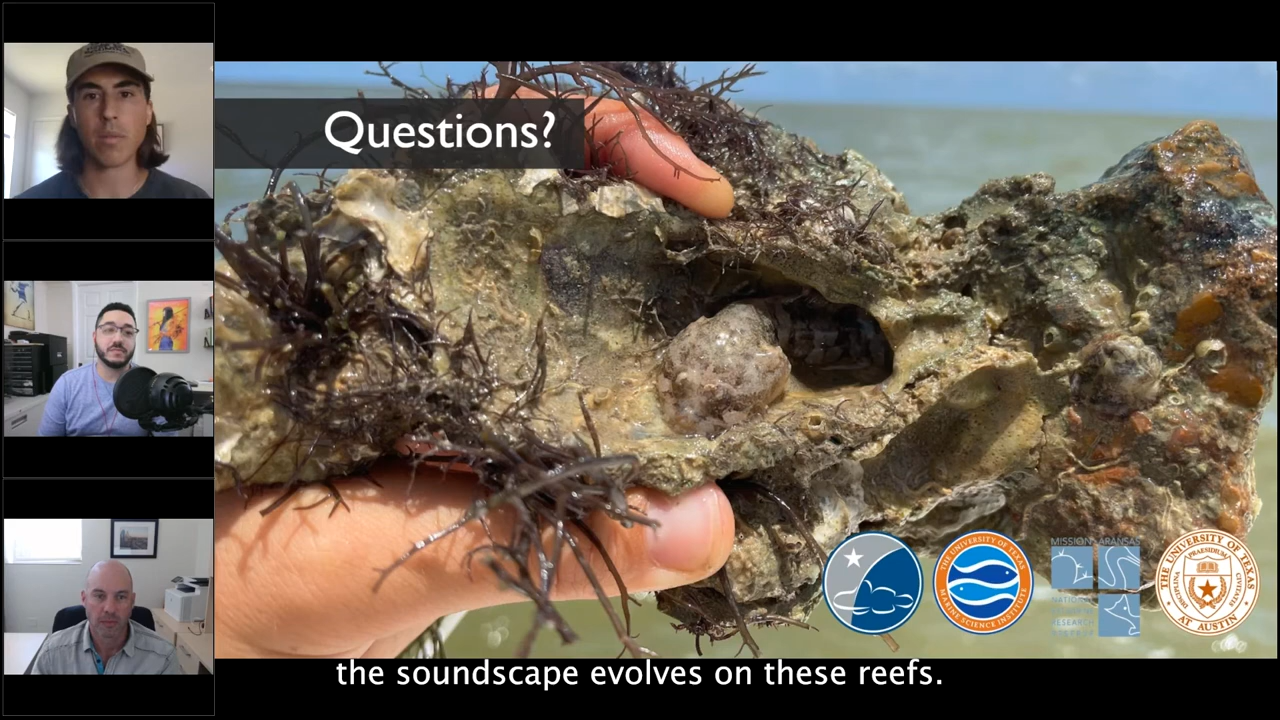 Questions?
THE UNIVERSITY OF TEXAS
MARINE SCIENCE INSTITUTE
MISSION ARANSAS
RESEARCH
THE UNIVERSITY OF TEXAS
AT AUSTIN
the soundscape evolves on these reefs.